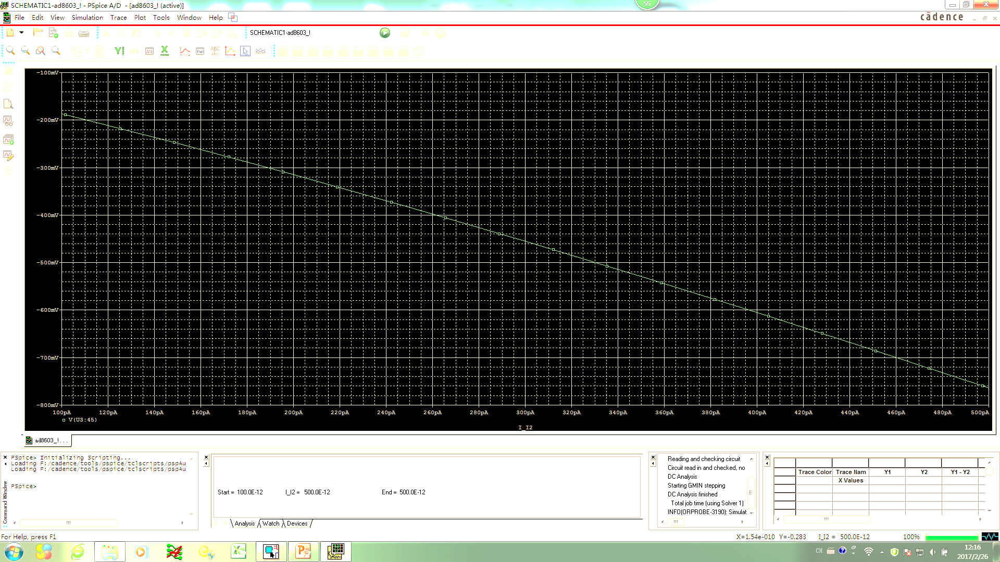 SCHEMATIC1-ad8603_! - PSpice A/D - [ad8603_! (active)]
55
File Edit View Simulation Trace Plot Tools Window Help
cādence
SCHEMATIC1-ad8603_!
-100mV
-200mV
-300mV
-400mV
-500mV
-600mV
-700mV
-800mV
100pA 120pA 140pA 160pA 180pA 200pA 220pA 240pA 260pA 280pA 300pA 320pA 340pA 360pA 380pA 400pA 420pA 440pA 460pA 480pA 500pA
V(U3:45)
I_I2
ad8603_!...
PSpice> Initializing Scripting...
Loading F:/cadence/tools/pspice/tclscripts/pspAu
Loading F:/cadence/tools/pspice/tclscripts/pspAu
PSpice>
Command Window
Start = 100.0E-12 I_I2 = 500.0E-12 End = 500.0E-12
Analysis Watch Devices
Reading and checking circuit
Circuit read in and checked, no
DC Analysis
Starting GMIN stepping
DC Analysis finished
Total job time (using Solver 1)
INFO(ORPROBE-3190): Simulat
Trace Color Trace Nam Y1 Y2 Y1 - Y2
X Values
For Help, press F1
X=1.54e-010 Y=-0.283 I_I2 = 500.0E-12 100%
CH
12:16
2017/2/26